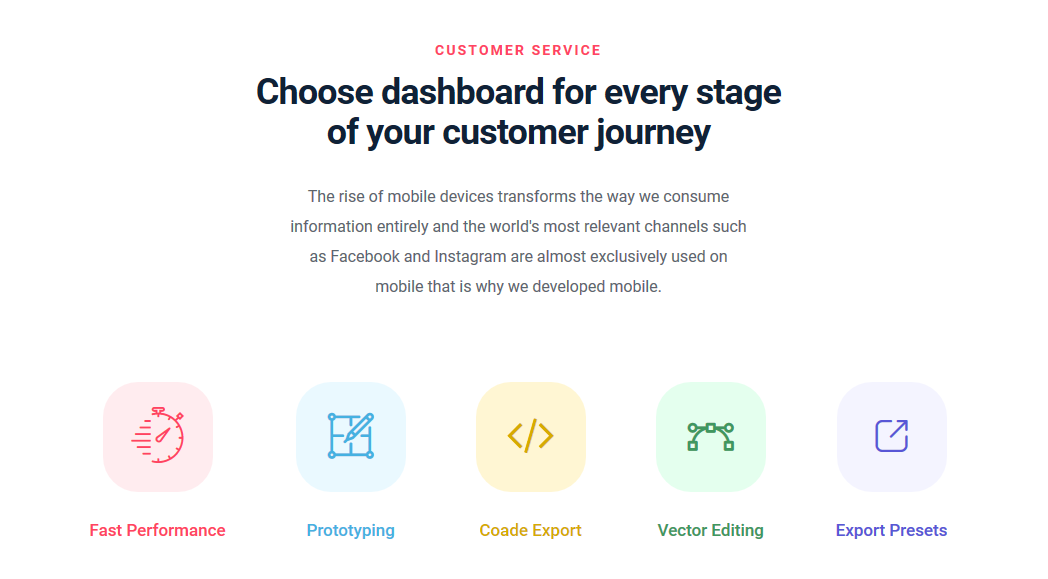 CUSTOMER SERVICE
Choose dashboard for every stage
of your customer journey
The rise of mobile devices transforms the way we consume
information entirely and the world's most relevant channels such
as Facebook and Instagram are almost exclusively used on
mobile that is why we developed mobile.
Fast Performance
Prototyping
Coade Export
Vector Editing
Export Presets